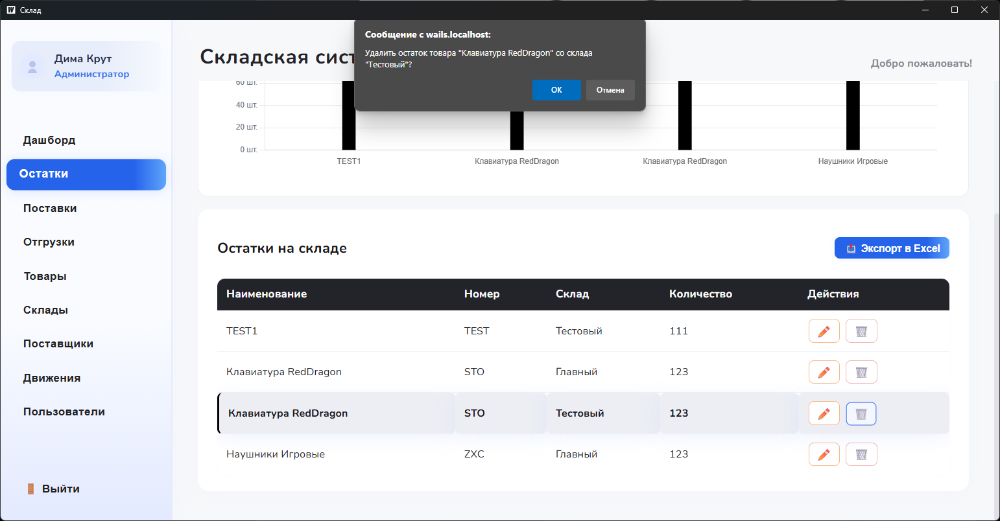 W Склад
Дима Крут
Администратор
Дашборд
Остатки
Поставки
Отгрузки
Товары
Склады
Поставщики
Движения
Пользователи
Выйти
Складская
Добро пожаловать!
Сообщение с wails.localhost:
Удалить остаток товара "Клавиатура RedDragon" со склада
"Тестовый"?
ОК
Отмена
60 шт.
40 шт.
20 шт.
0 шт.
TEST1
Клавиатура RedDragon
Клавиатура RedDragon
Наушники Игровые
Остатки на складе
Экспорт в Excel
Наименование Номер Склад Количество Действия
TEST1 TEST Тестовый 111
Клавиатура RedDragon STO Главный 123
Клавиатура RedDragon STO Тестовый 123
Наушники Игровые ZXC Главный 123